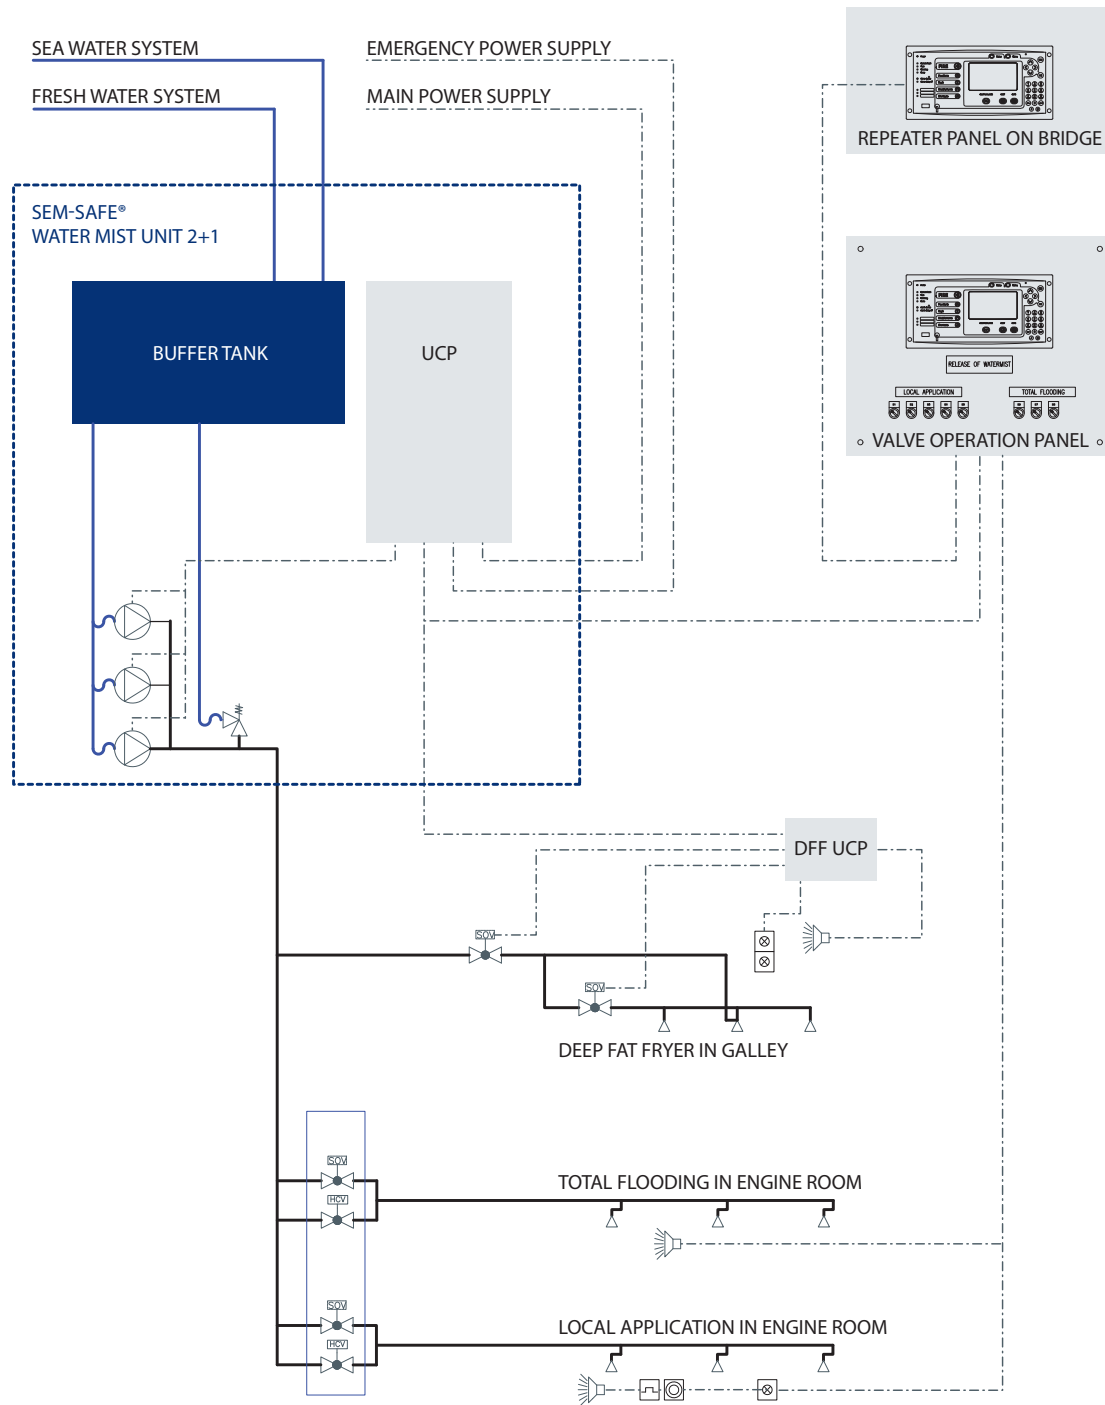 SEA WATER SYSTEM
EMERGENCY POWER SUPPLY
FRESH WATER SYSTEM
MAIN POWER SUPPLY
REPEATER PANEL ON BRIDGE
SEM-SAFE®
WATER MIST UNIT 2+1
BUFFER TANK
UCP
RELEASE OF WATERMIST
LOCAL APPLICATION
TOTAL FLOODING
VALVE OPERATION PANEL
DFF UCP
SOV
SOV
DEEP FAT FRYER IN GALLEY
SOV
TOTAL FLOODING IN ENGINE ROOM
HCV
SOV
LOCAL APPLICATION IN ENGINE ROOM
HCV